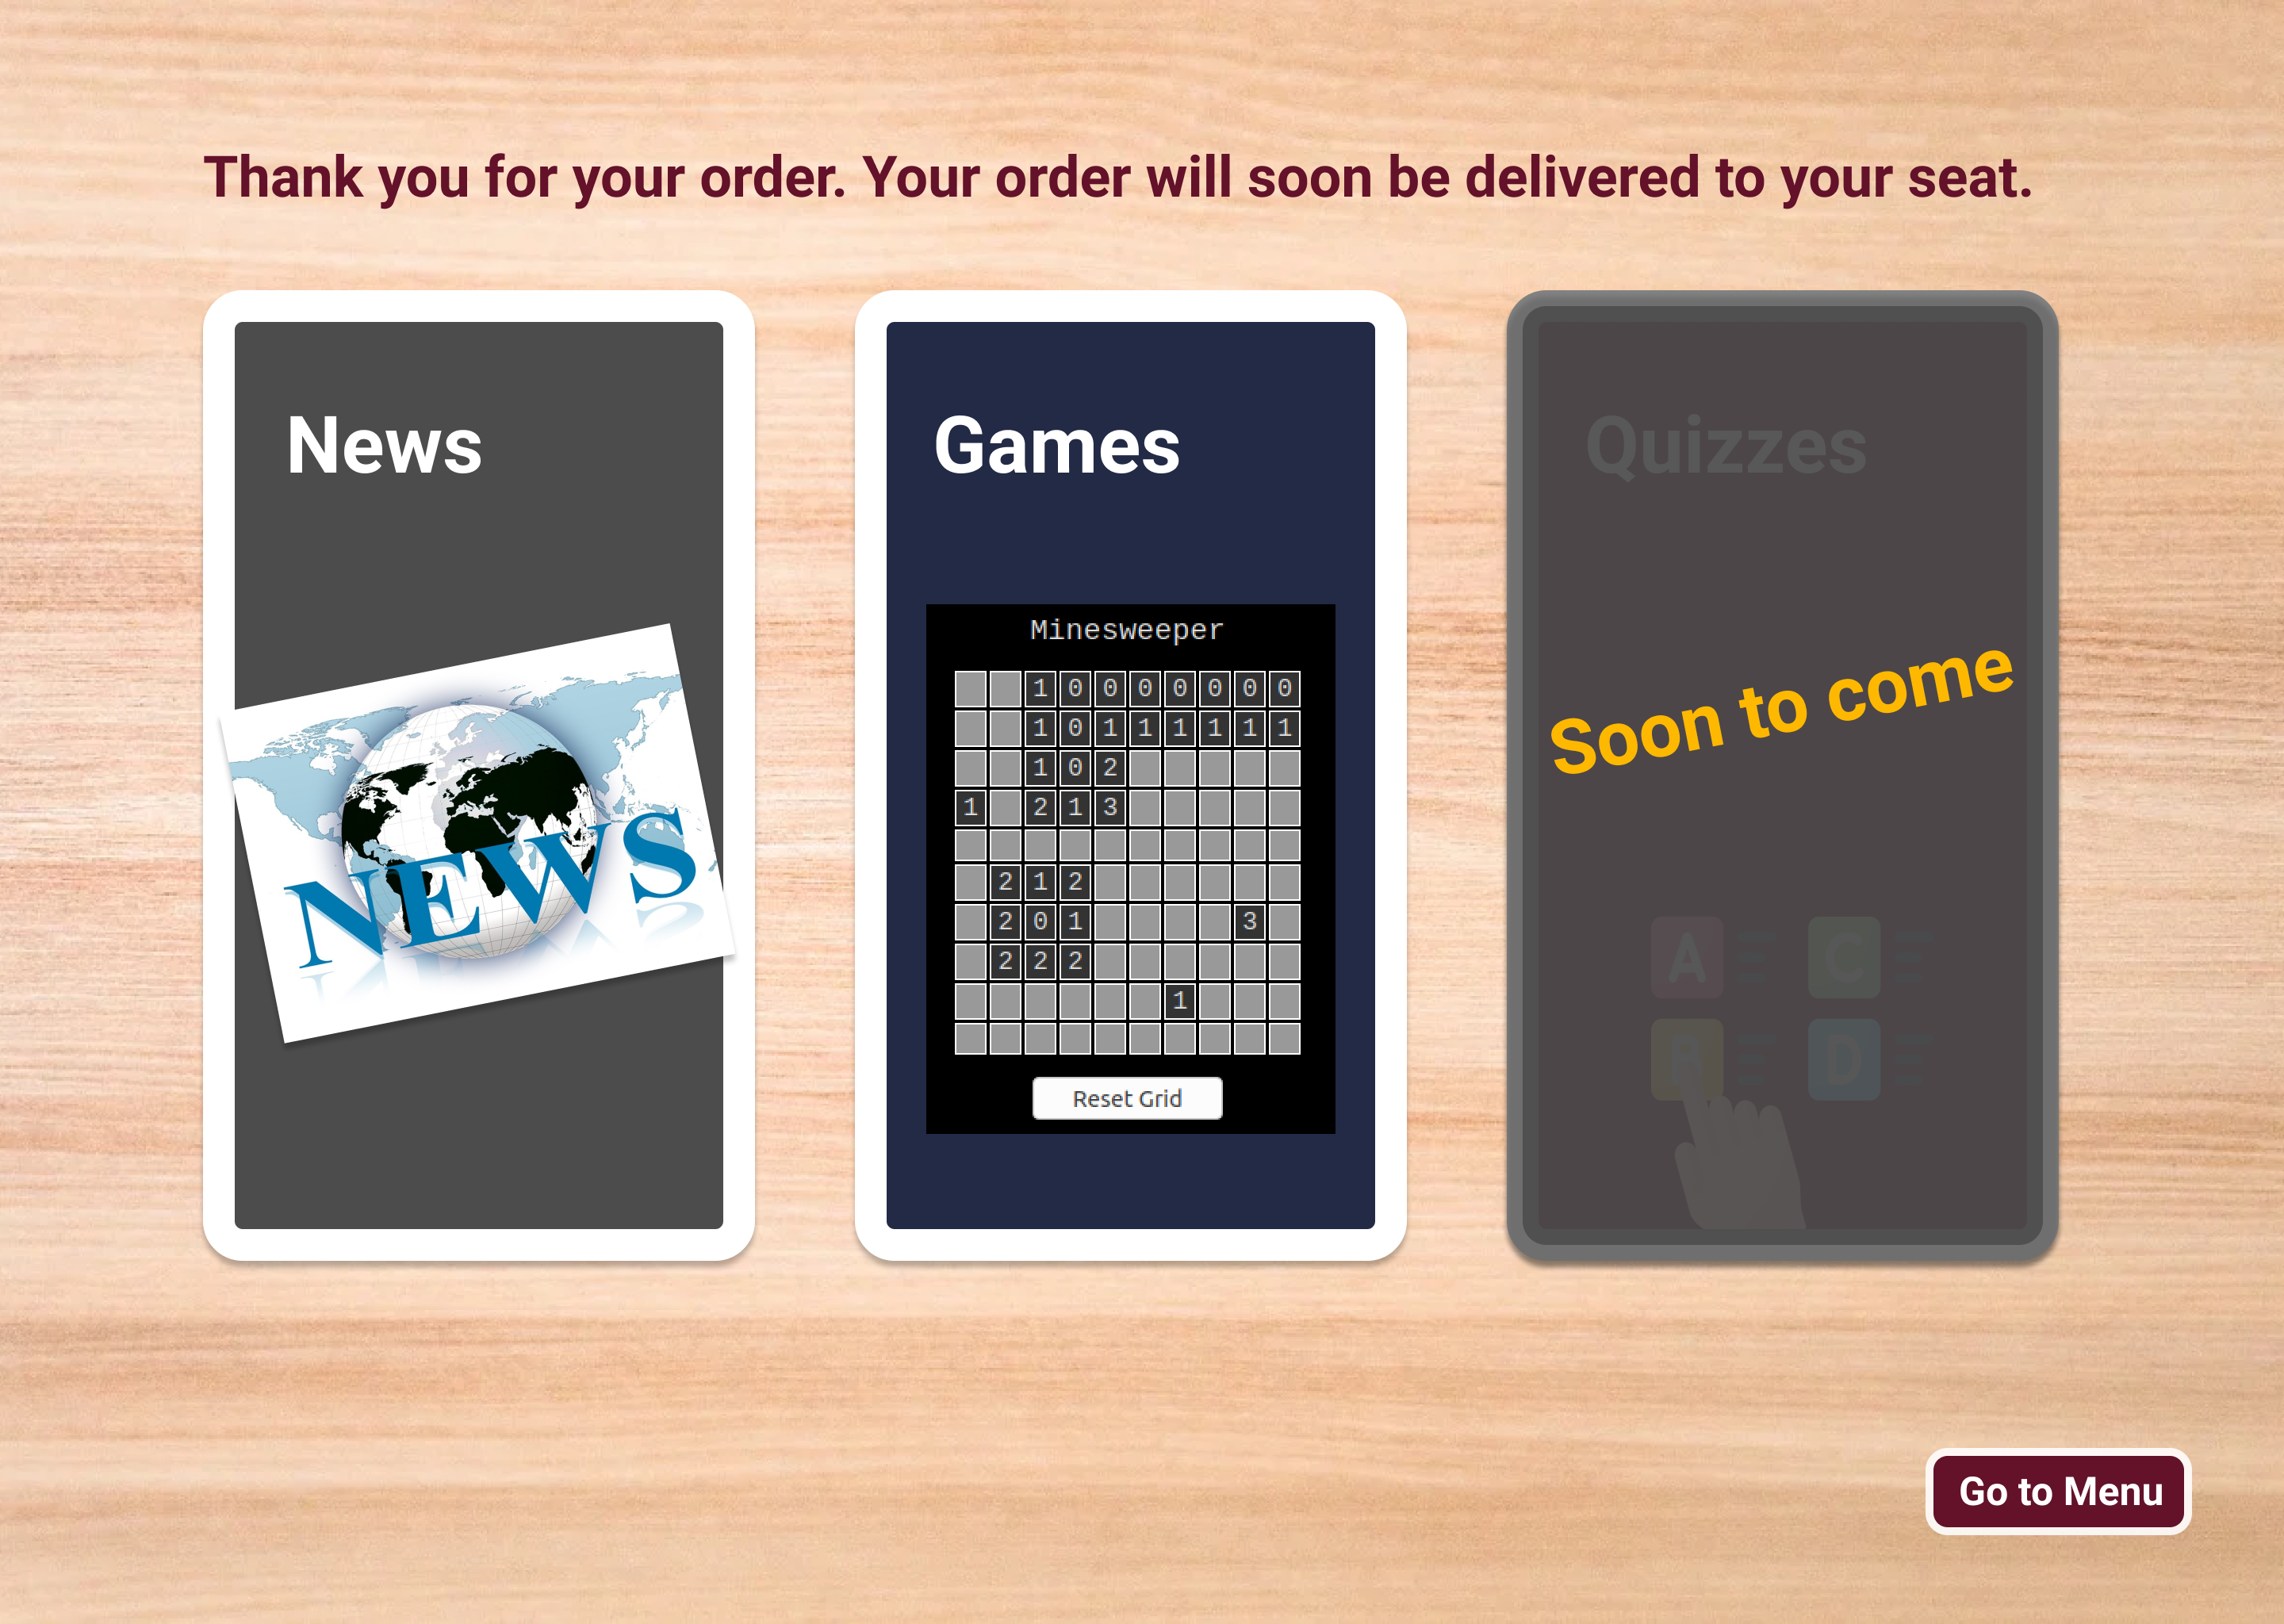 Thank you for your order. Your order will soon be delivered to your seat.
News
NEWS
Games
Minesweeper
1 0 0 0 0 0 0 0
1 0 1 1 1 1 1 1
1 0 2
1 2 1 3
2 1 2
2 0 1 3
2 2 2
1
Reset Grid
Quizzes
Soon to come
A C
B D
Go to Menu